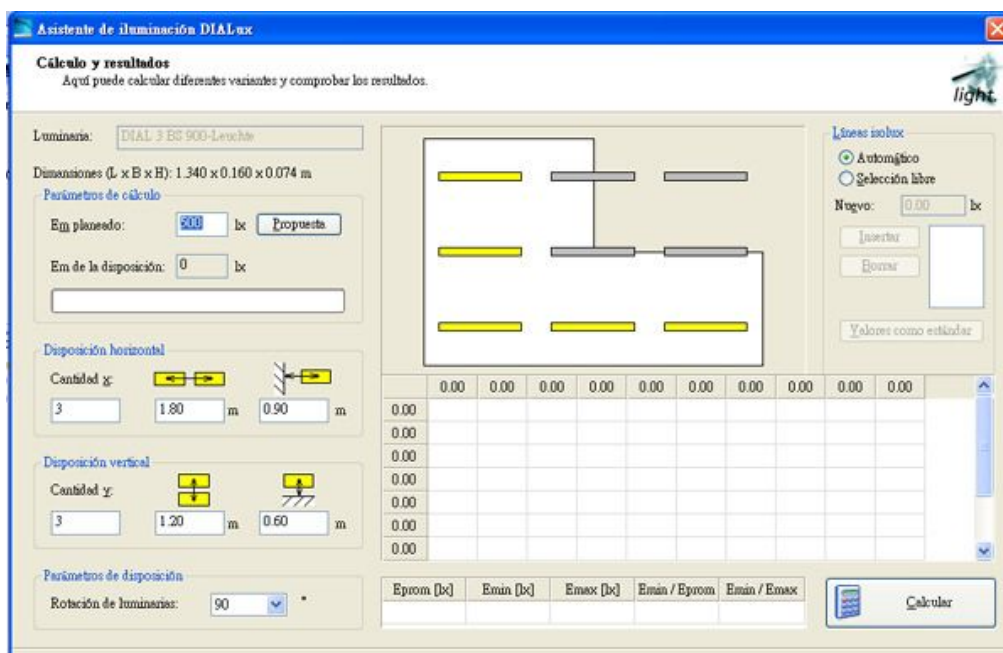 Asistente de iluminación DIALux
Cálculo y resultados
Aquí puede calcular diferentes variantes y comprobar los resultados.
light
Luminaria: DIAL 3 BS 900-Leuchte
Dimensiones (L x B x H): 1.340 x 0.160 x 0.074 m
Parámetros de cálculo
Em planeado: 500 lx Propuesta
Em de la disposición: 0 lx
Disposición horizontal
Cantidad x:
3 1.80 m 0.90 m
Disposición vertical
Cantidad y:
3 1.20 m 0.60 m
Parámetros de disposición
Rotación de luminarias: 90 °
Líneas isolux
Automático
Selección libre
Nuevo: 0.00 lx
Insertar
Borrar
Valores como estándar
0.00 0.00 0.00 0.00 0.00 0.00 0.00 0.00 0.00 0.00
0.00
0.00
0.00
0.00
0.00
0.00
0.00
Eprom [lx] Emin [lx] Emax [lx] Emin / Eprom Emin / Emax
Calcular